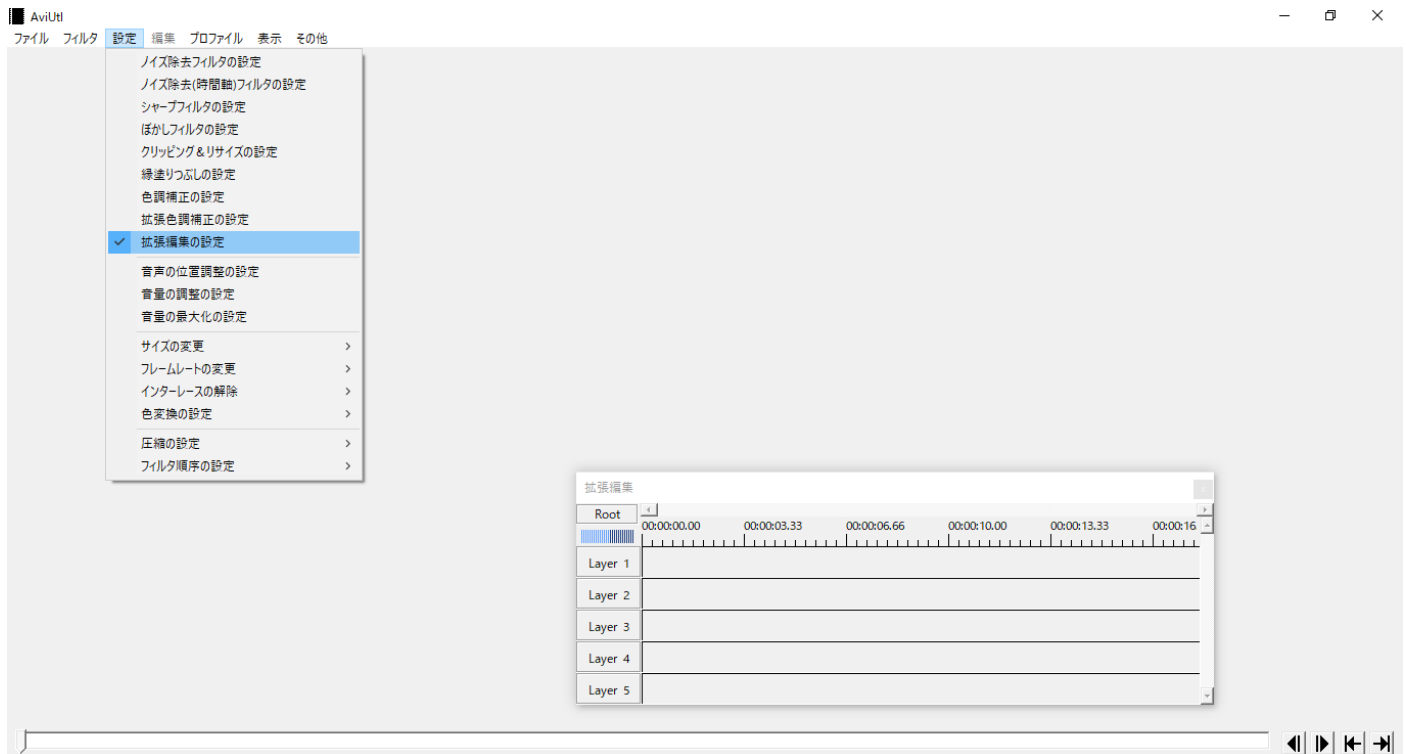 AviUtl
ファイル フィルタ 設定 編集 プロファイル 表示 その他
ノイズ除去フィルタの設定
ノイズ除去(時間軸)フィルタの設定
シャープフィルタの設定
ぼかしフィルタの設定
クリッピング＆リサイズの設定
縁塗りつぶしの設定
色調補正の設定
拡張色調補正の設定
拡張編集の設定
音声の位置調整の設定
音量の調整の設定
音量の最大化の設定
サイズの変更
フレームレートの変更
インターレースの解除
色変換の設定
圧縮の設定
フィルタ順序の設定
拡張編集
Root
00:00:00.00 00:00:03.33 00:00:06.66 00:00:10.00 00:00:13.33 00:00:16
Layer 1
Layer 2
Layer 3
Layer 4
Layer 5